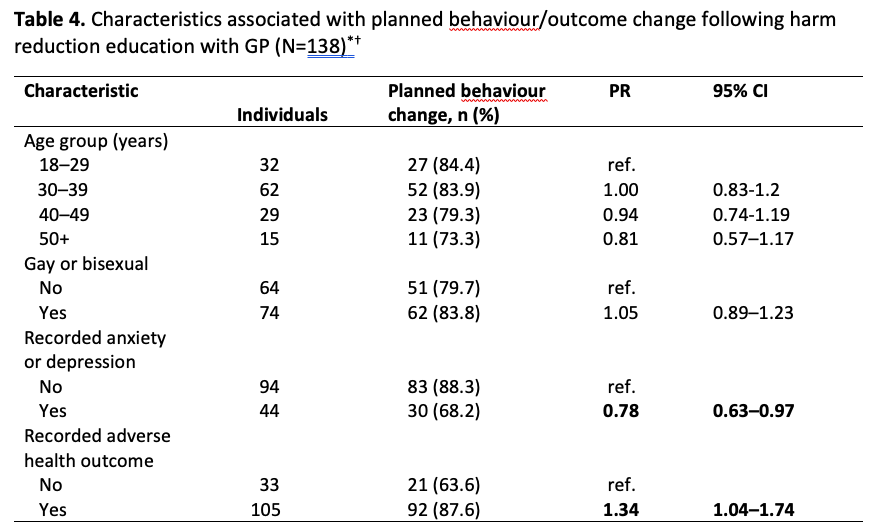 Table 4. Characteristics associated with planned behaviour/outcome change following harm
reduction education with GP (N=138)*†
Characteristic Individuals Planned behaviour change, n (%) PR 95% CI
Age group (years)
18–29 32 27 (84.4) ref.
30–39 62 52 (83.9) 1.00 0.83-1.2
40–49 29 23 (79.3) 0.94 0.74-1.19
50+ 15 11 (73.3) 0.81 0.57–1.17
Gay or bisexual
No 64 51 (79.7) ref.
Yes 74 62 (83.8) 1.05 0.89–1.23
Recorded anxiety
or depression
No 94 83 (88.3) ref.
Yes 44 30 (68.2) 0.78 0.63–0.97
Recorded adverse
health outcome
No 33 21 (63.6) ref.
Yes 105 92 (87.6) 1.34 1.04–1.74